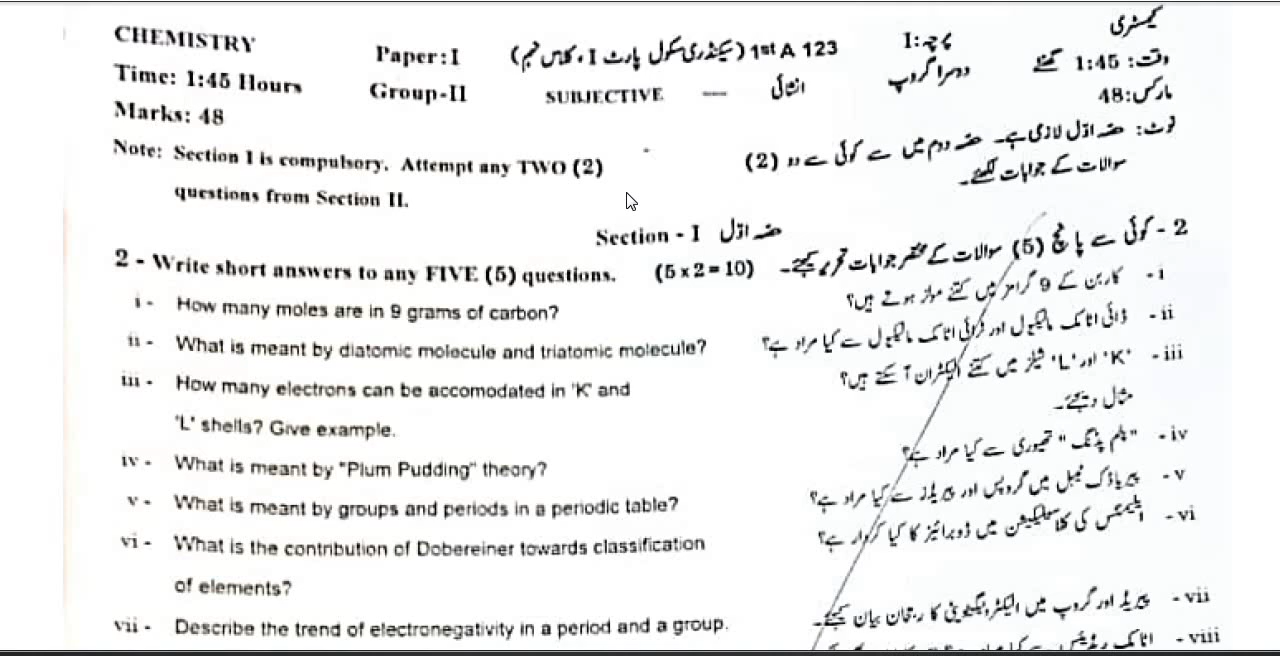 CHEMISTRY
Paper:I (سیکنڈری سکول پارٹ I ، کلاس نہم) 1st A 123 پرچہ:I کیمسٹری
Time: 1:45 Hours Group-II SUBJECTIVE — انشائی دوسرا گروپ وقت: 1:45 گھنٹے
Marks: 48 مارکس:48
Note: Section I is compulsory. Attempt any TWO (2) نوٹ: حصہ اوّل لازمی ہے۔ حصہ دوم میں سے کوئی سے دو (2)
questions from Section II. سوالات کے جوابات لکھئے۔
Section - I حصہ اوّل
2 - Write short answers to any FIVE (5) questions. (5 x 2 = 10) 2 - کوئی سے پانچ (5) سوالات کے مختصر جوابات تحریر کیجئے۔
i - How many moles are in 9 grams of carbon? i - کاربن کے 9 گرامز میں کتنے مولز ہوتے ہیں؟
ii - What is meant by diatomic molecule and triatomic molecule? ii - ڈائی اٹامک مالیکیول اور ٹرائی اٹامک مالیکیول سے کیا مراد ہے؟
iii - How many electrons can be accomodated in 'K' and iii - 'K' اور 'L' شیلز میں کتنے الیکٹران آ سکتے ہیں؟
'L' shells? Give example. مثال دیجئے۔
iv - What is meant by "Plum Pudding" theory? iv - "پلم پڈنگ" تھیوری سے کیا مراد ہے؟
v - What is meant by groups and periods in a periodic table? v - پیریاڈک ٹیبل میں گروپس اور پیریڈز سے کیا مراد ہے؟
vi - What is the contribution of Dobereiner towards classification vi - ایلیمنٹس کی کلاسیفکیشن میں ڈوبرائنر کا کیا کردار ہے؟
of elements?
vii - Describe the trend of electronegativity in a period and a group. vii - پیریڈ اور گروپ میں الیکٹرونیگیٹویٹی کا رجحان بیان کیجئے۔
viii - اٹامک ریڈیئس سے کیا مراد